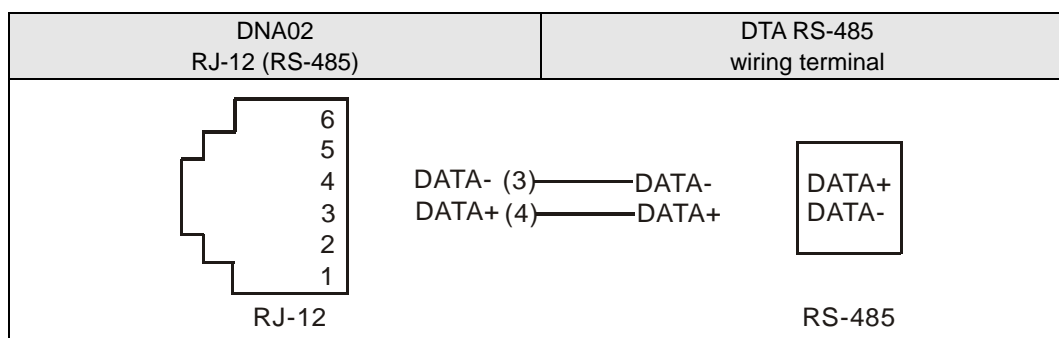 DNA02
RJ-12 (RS-485)
DTA RS-485
wiring terminal
6
5
4
3
2
1
RJ-12
DATA- (3) DATA-
DATA+ (4) DATA+
DATA+
DATA-
RS-485